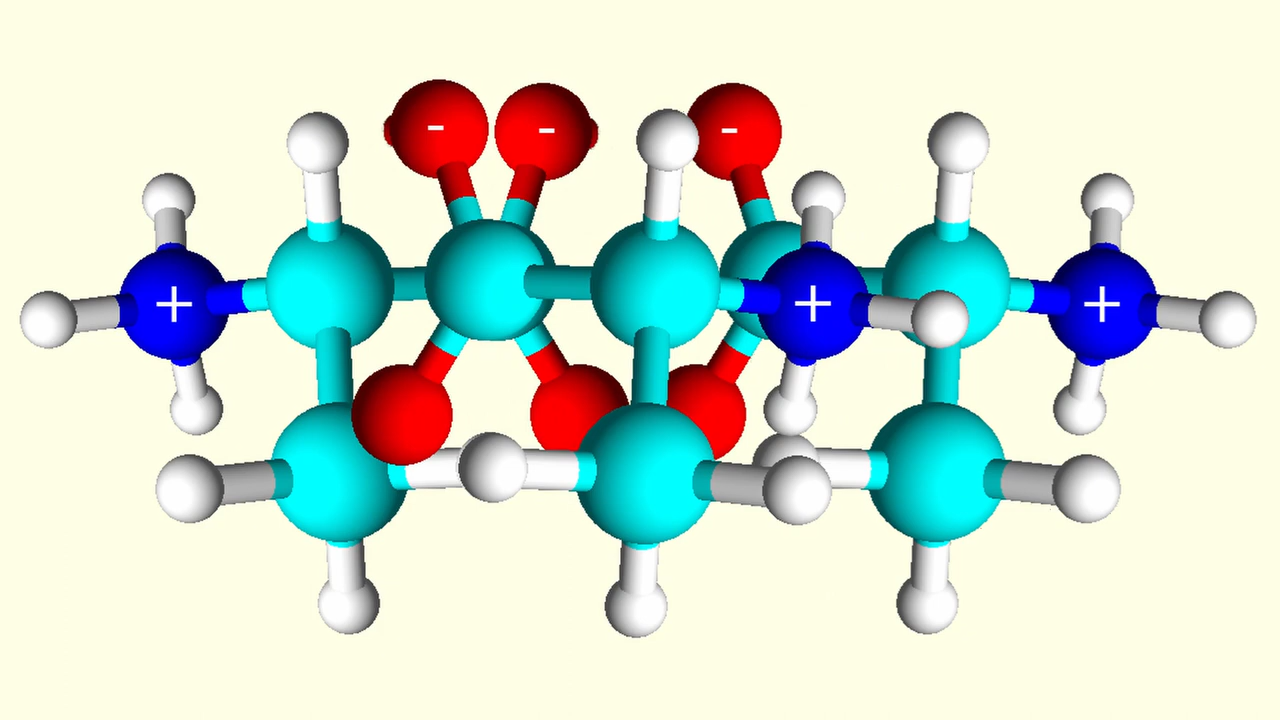 - - -
+ + +